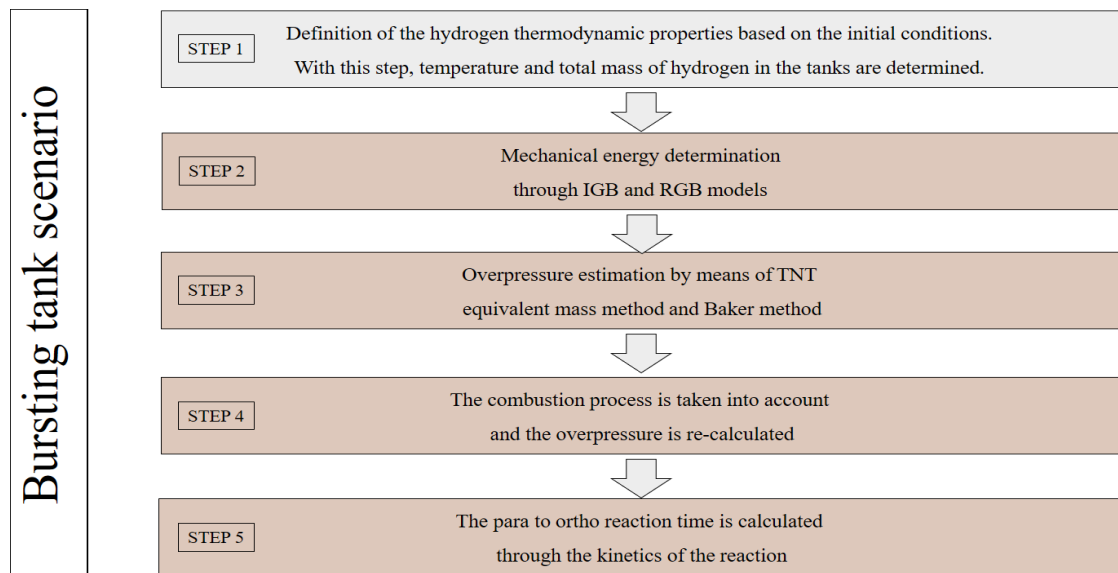 Bursting tank scenario
STEP 1
Definition of the hydrogen thermodynamic properties based on the initial conditions.
With this step, temperature and total mass of hydrogen in the tanks are determined.
STEP 2
Mechanical energy determination
through IGB and RGB models
STEP 3
Overpressure estimation by means of TNT
equivalent mass method and Baker method
STEP 4
The combustion process is taken into account
and the overpressure is re-calculated
STEP 5
The para to ortho reaction time is calculated
through the kinetics of the reaction